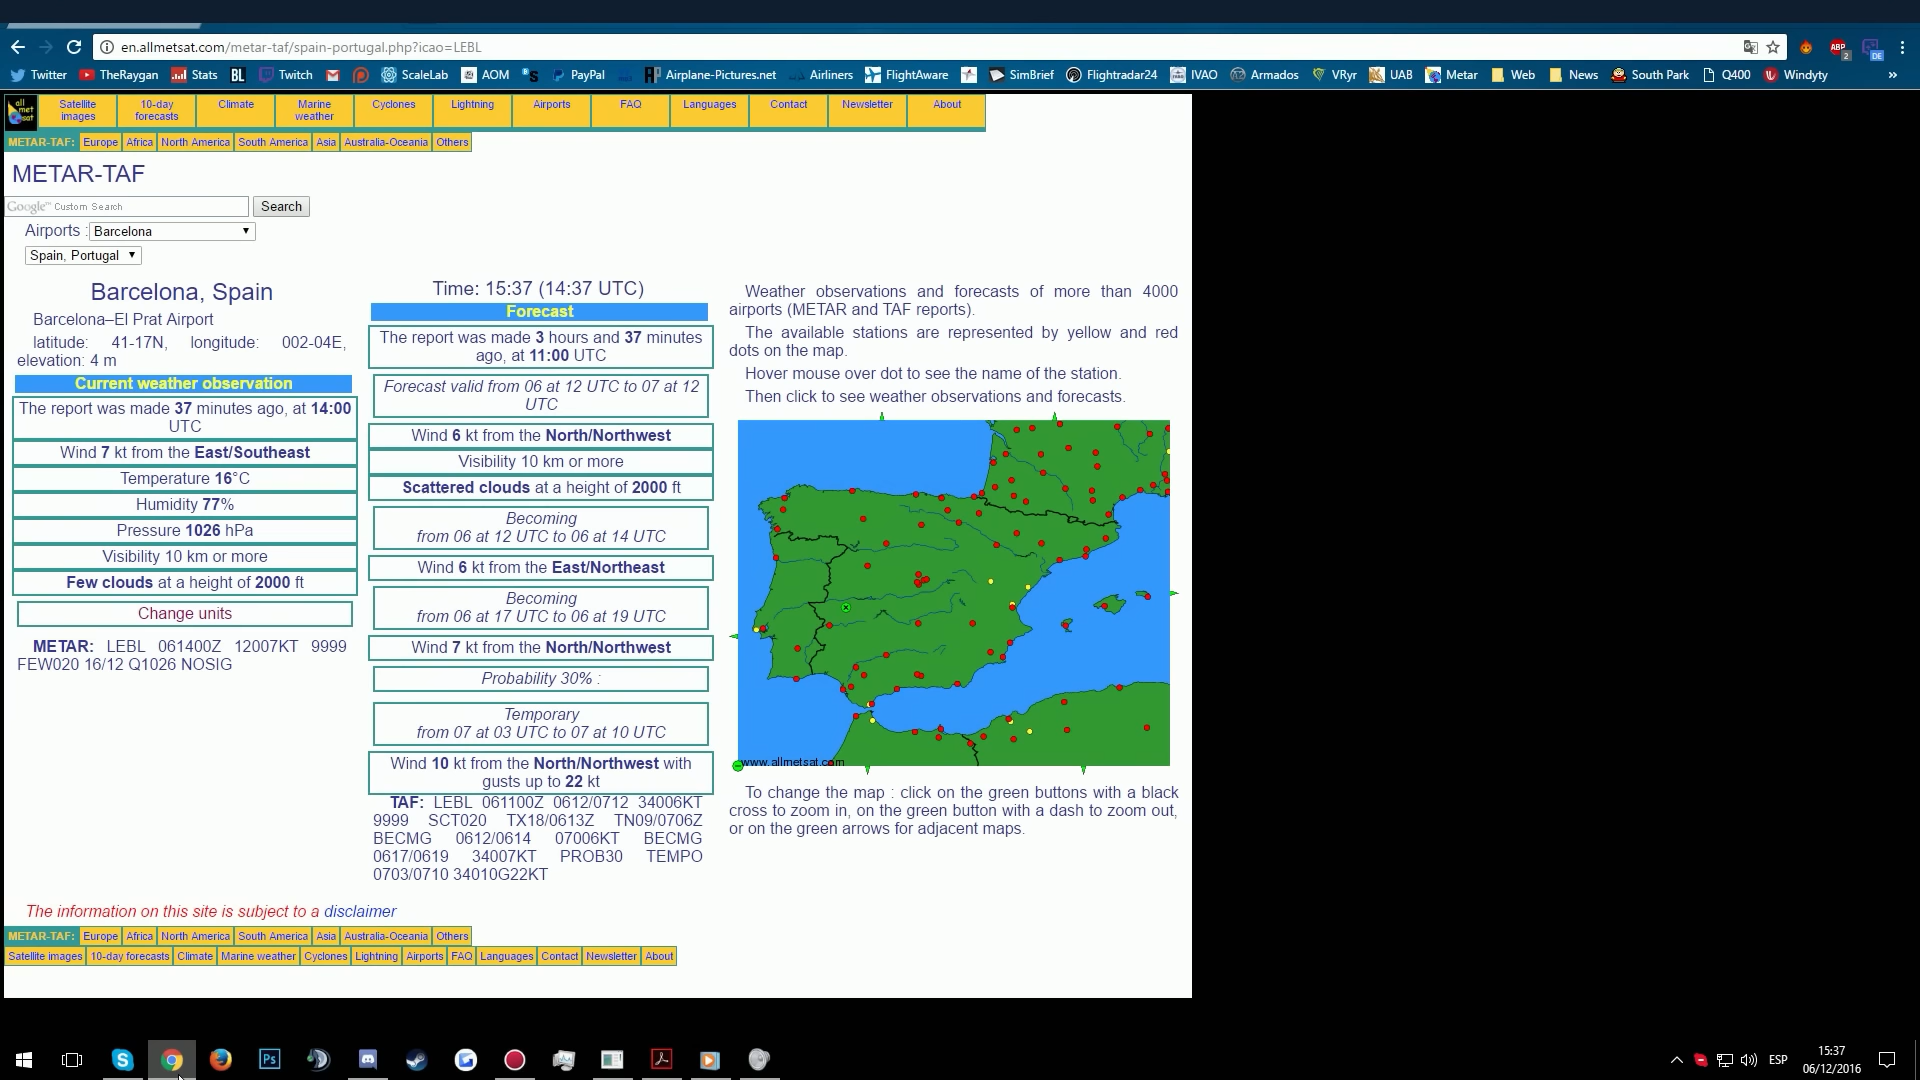 en.allmetsat.com/metar-taf/spain-portugal.php?icao=LEBL
ABP
2
DE
Twitter TheRaygan Stats BL Twitch ScaleLab AOM PayPal Airplane-Pictures.net Airliners FlightAware SimBrief Flightradar24 IVAO Armados VRyr UAB Metar Web News South Park Q400 Windyty »
all met sat
Satellite images
10-day forecasts
Climate
Marine weather
Cyclones
Lightning
Airports
FAQ
Languages
Contact
Newsletter
About
METAR-TAF: Europe Africa North America South America Asia Australia-Oceania Others
METAR-TAF
Google™ Custom Search Search
Airports : Barcelona
Spain, Portugal
Barcelona, Spain
Barcelona–El Prat Airport
latitude: 41-17N, longitude: 002-04E,
elevation: 4 m
Current weather observation
The report was made 37 minutes ago, at 14:00
UTC
Wind 7 kt from the East/Southeast
Temperature 16°C
Humidity 77%
Pressure 1026 hPa
Visibility 10 km or more
Few clouds at a height of 2000 ft
Change units
METAR: LEBL 061400Z 12007KT 9999
FEW020 16/12 Q1026 NOSIG
Time: 15:37 (14:37 UTC)
Forecast
The report was made 3 hours and 37 minutes
ago, at 11:00 UTC
Forecast valid from 06 at 12 UTC to 07 at 12
UTC
Wind 6 kt from the North/Northwest
Visibility 10 km or more
Scattered clouds at a height of 2000 ft
Becoming
from 06 at 12 UTC to 06 at 14 UTC
Wind 6 kt from the East/Northeast
Becoming
from 06 at 17 UTC to 06 at 19 UTC
Wind 7 kt from the North/Northwest
Probability 30% :
Temporary
from 07 at 03 UTC to 07 at 10 UTC
Wind 10 kt from the North/Northwest with
gusts up to 22 kt
TAF: LEBL 061100Z 0612/0712 34006KT
9999 SCT020 TX18/0613Z TN09/0706Z
BECMG 0612/0614 07006KT BECMG
0617/0619 34007KT PROB30 TEMPO
0703/0710 34010G22KT
Weather observations and forecasts of more than 4000
airports (METAR and TAF reports).
The available stations are represented by yellow and red
dots on the map.
Hover mouse over dot to see the name of the station.
Then click to see weather observations and forecasts.
www.allmetsat.com
To change the map : click on the green buttons with a black
cross to zoom in, on the green button with a dash to zoom out,
or on the green arrows for adjacent maps.
The information on this site is subject to a disclaimer
METAR-TAF: Europe Africa North America South America Asia Australia-Oceania Others
Satellite images 10-day forecasts Climate Marine weather Cyclones Lightning Airports FAQ Languages Contact Newsletter About
Ps
ESP
15:37
06/12/2016